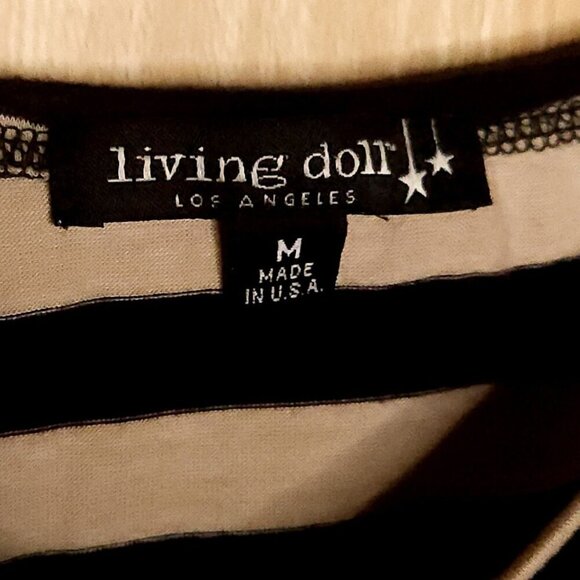 living doll
LOS ANGELES
M
MADE
IN U.S.A.